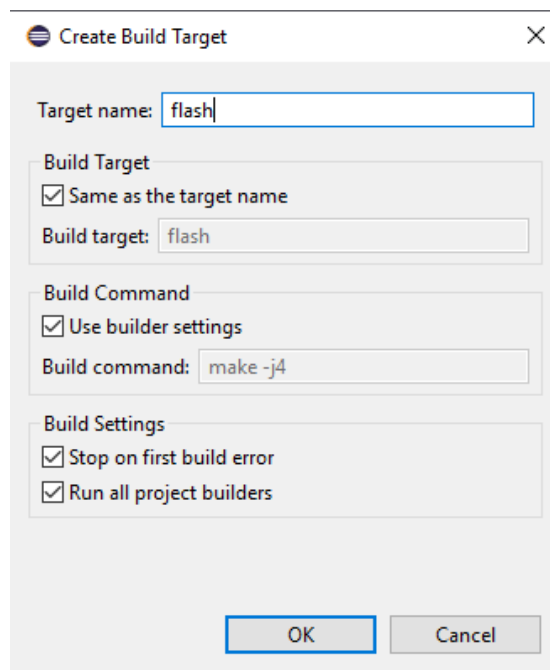 Create Build Target
Target name: flash
Build Target
Same as the target name
Build target: flash
Build Command
Use builder settings
Build command: make -j4
Build Settings
Stop on first build error
Run all project builders
OK Cancel